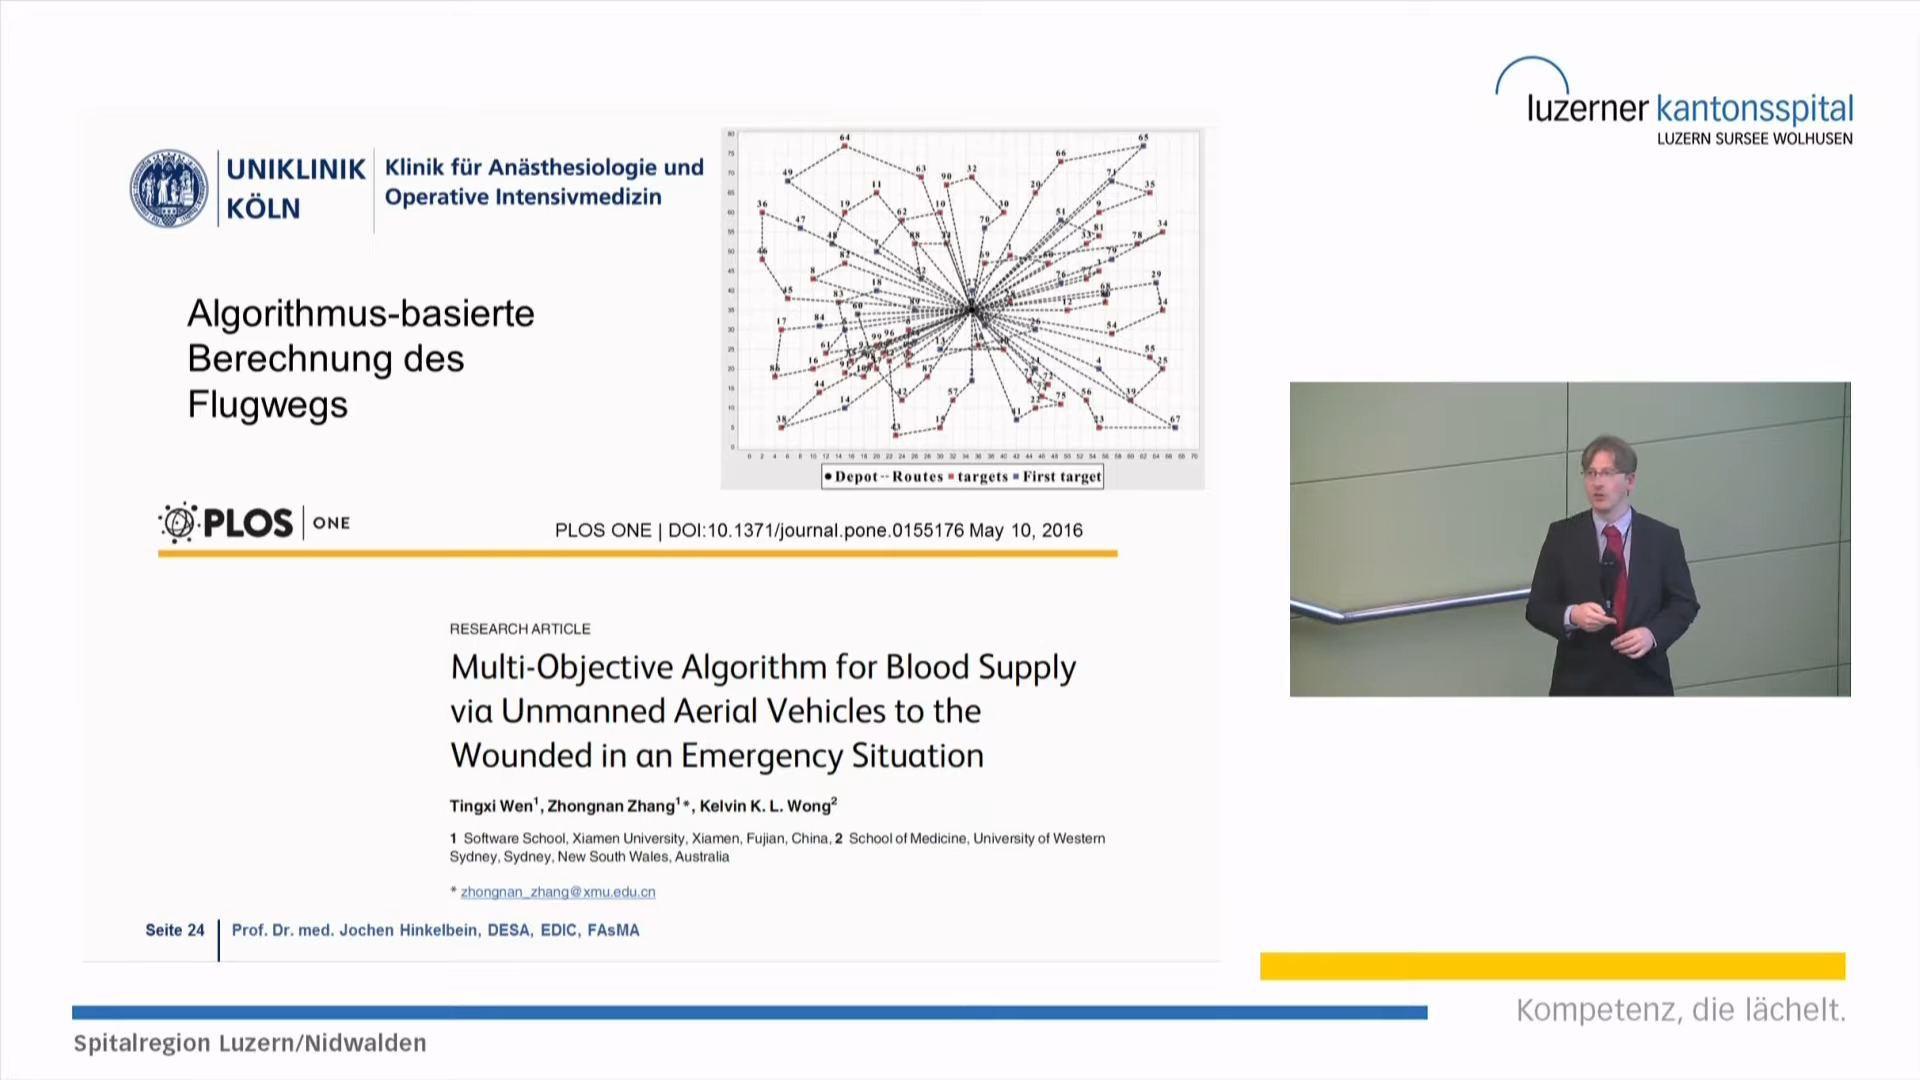 luzerner kantonsspital
LUZERN SURSEE WOLHUSEN
UNIKLINIK
KÖLN
Klinik für Anästhesiologie und
Operative Intensivmedizin
Algorithmus-basierte
Berechnung des
Flugwegs
Depot -- Routes targets First target
PLOS ONE
PLOS ONE | DOI:10.1371/journal.pone.0155176 May 10, 2016
RESEARCH ARTICLE
Multi-Objective Algorithm for Blood Supply
via Unmanned Aerial Vehicles to the
Wounded in an Emergency Situation
Tingxi Wen1, Zhongnan Zhang1*, Kelvin K. L. Wong2
1 Software School, Xiamen University, Xiamen, Fujian, China, 2 School of Medicine, University of Western
Sydney, Sydney, New South Wales, Australia
* zhongnan_zhang@xmu.edu.cn
Seite 24
Prof. Dr. med. Jochen Hinkelbein, DESA, EDIC, FAsMA
Kompetenz, die lächelt.
Spitalregion Luzern/Nidwalden